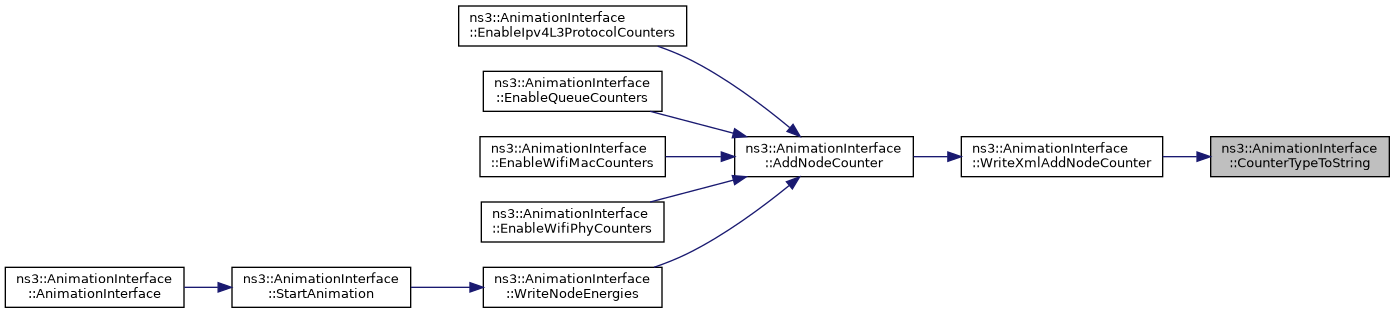 ns3::AnimationInterface
::EnableIpv4L3ProtocolCounters
ns3::AnimationInterface
::EnableQueueCounters
ns3::AnimationInterface
::EnableWifiMacCounters
ns3::AnimationInterface
::AddNodeCounter
ns3::AnimationInterface
::WriteXmlAddNodeCounter
ns3::AnimationInterface
::CounterTypeToString
ns3::AnimationInterface
::EnableWifiPhyCounters
ns3::AnimationInterface
::AnimationInterface
ns3::AnimationInterface
::StartAnimation
ns3::AnimationInterface
::WriteNodeEnergies